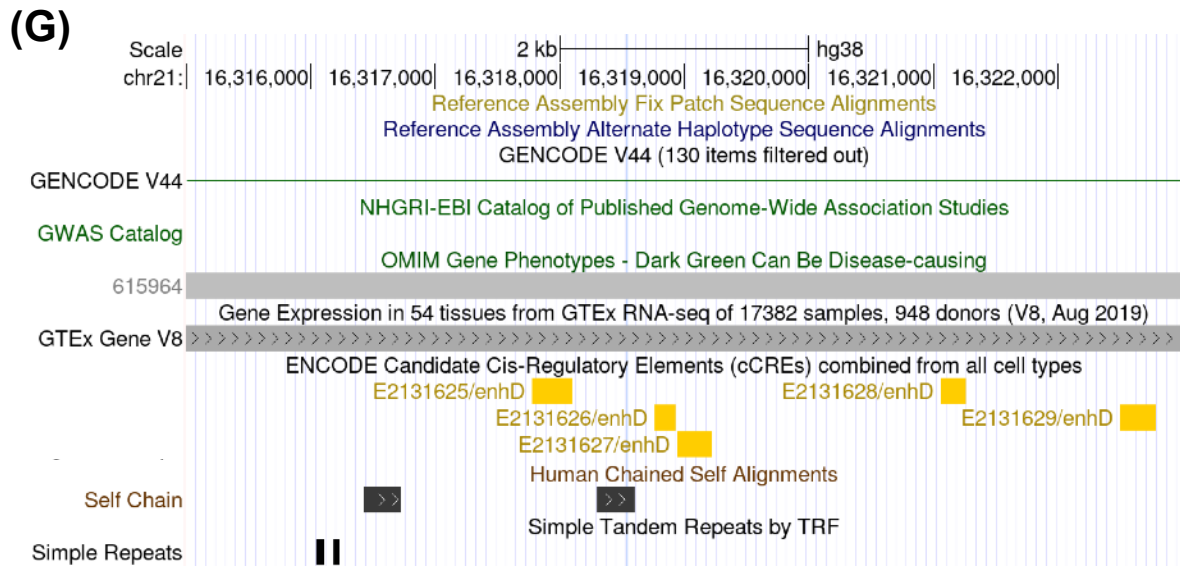 (G)
Scale 2 kb hg38
chr21: 16,316,000 16,317,000 16,318,000 16,319,000 16,320,000 16,321,000 16,322,000
Reference Assembly Fix Patch Sequence Alignments
Reference Assembly Alternate Haplotype Sequence Alignments
GENCODE V44 (130 items filtered out)
GENCODE V44
NHGRI-EBI Catalog of Published Genome-Wide Association Studies
GWAS Catalog
OMIM Gene Phenotypes - Dark Green Can Be Disease-causing
615964
Gene Expression in 54 tissues from GTEx RNA-seq of 17382 samples, 948 donors (V8, Aug 2019)
GTEx Gene V8
ENCODE Candidate Cis-Regulatory Elements (cCREs) combined from all cell types
E2131625/enhD E2131628/enhD
E2131626/enhD E2131629/enhD
E2131627/enhD
Human Chained Self Alignments
Self Chain
Simple Tandem Repeats by TRF
Simple Repeats